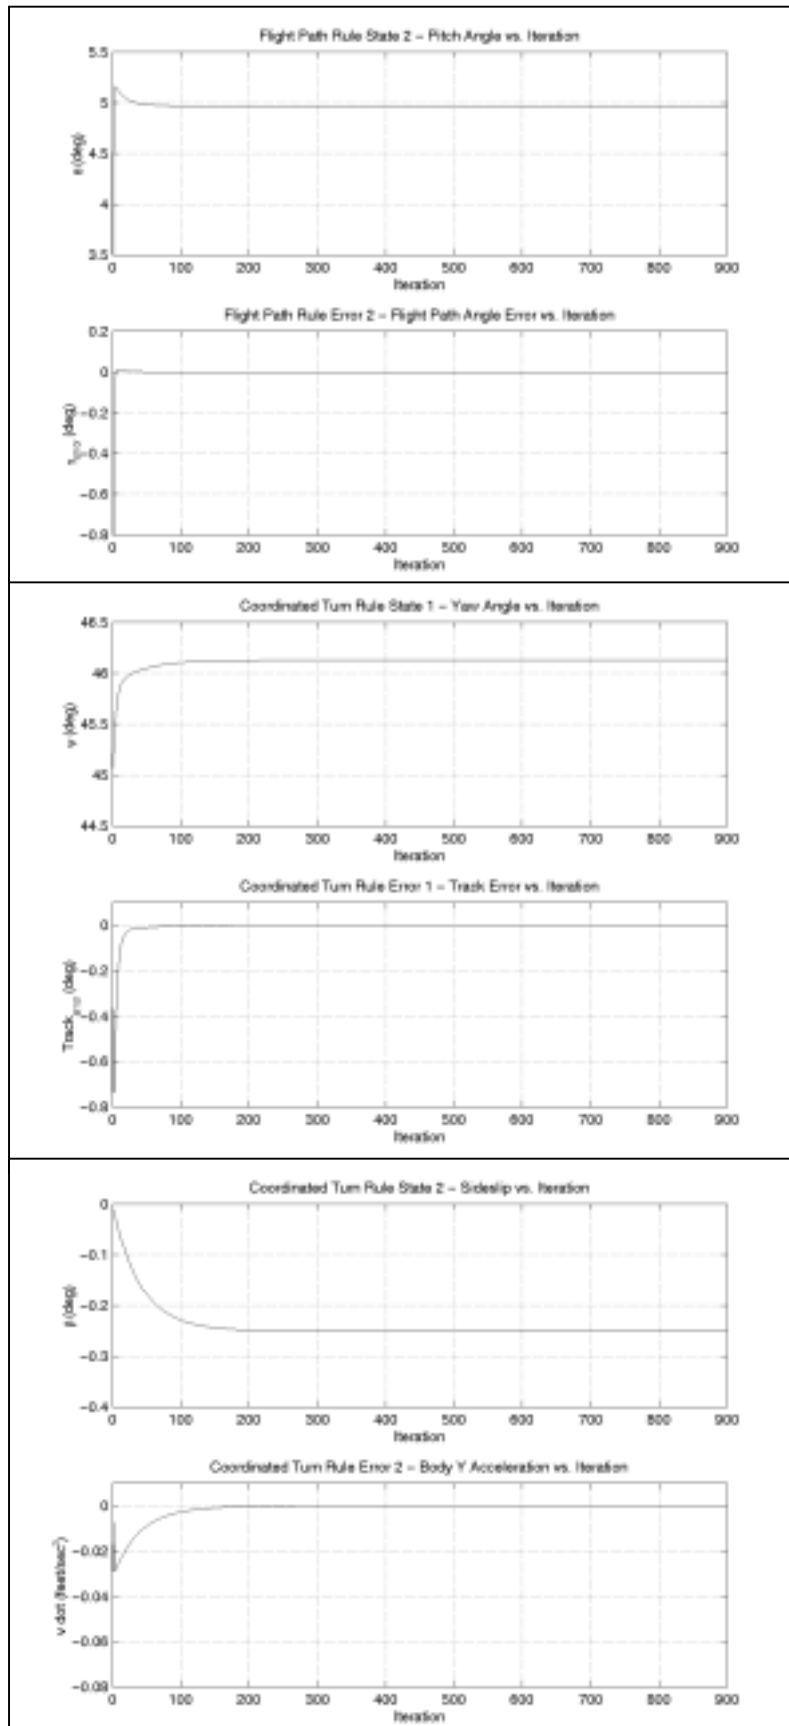 Flight Path Rule State 2 – Pitch Angle vs. Iteration
5.5
5
4.5
4
3.5
(deg)
0 100 200 300 400 500 600 700 800 900
Iteration
Flight Path Rule Error 2 – Flight Path Angle Error vs. Iteration
0.2
0
−0.2
−0.4
−0.6
−0.8
(deg)
0 100 200 300 400 500 600 700 800 900
Iteration
Coordinated Turn Rule State 1 – Yaw Angle vs. Iteration
46.5
46
45.5
45
44.5
ψ (deg)
0 100 200 300 400 500 600 700 800 900
Iteration
Coordinated Turn Rule Error 1 – Track Error vs. Iteration
0
−0.2
−0.4
−0.6
−0.8
Track (deg)
0 100 200 300 400 500 600 700 800 900
Iteration
Coordinated Turn Rule State 2 – Sideslip vs. Iteration
0
−0.1
−0.2
−0.3
−0.4
β (deg)
0 100 200 300 400 500 600 700 800 900
Iteration
Coordinated Turn Rule Error 2 – Body Y Acceleration vs. Iteration
0
−0.02
−0.04
−0.06
−0.08
v dot (feet/sec²)
0 100 200 300 400 500 600 700 800 900
Iteration